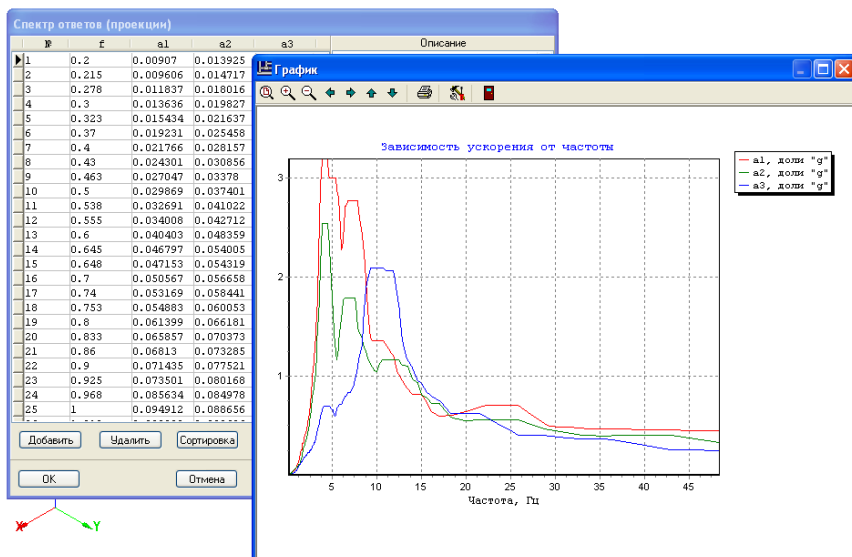 Спектр ответов (проекции)
№ f a1 a2 a3 Описание
1 0.2 0.00907 0.013925
2 0.215 0.009606 0.014717
3 0.278 0.011837 0.018016
4 0.3 0.013636 0.019827
5 0.323 0.015434 0.021637
6 0.37 0.019231 0.025458
7 0.4 0.021766 0.028157
8 0.43 0.024301 0.030856
9 0.463 0.027047 0.03378
10 0.5 0.029869 0.037401
11 0.538 0.032691 0.041022
12 0.555 0.034008 0.042712
13 0.6 0.040403 0.048359
14 0.645 0.046797 0.054005
15 0.648 0.047153 0.054319
16 0.7 0.050567 0.056658
17 0.74 0.053169 0.058441
18 0.753 0.054883 0.060053
19 0.8 0.061399 0.066181
20 0.833 0.065857 0.070373
21 0.86 0.06813 0.073285
22 0.9 0.071435 0.077521
23 0.925 0.073501 0.080168
24 0.968 0.085634 0.084978
25 1 0.094912 0.088656
Добавить Удалить Сортировка
OK Отмена
X Y
График
Зависимость ускорения от частоты
a1, доли "g"
a2, доли "g"
a3, доли "g"
3
2
1
5 10 15 20 25 30 35 40 45
Частота, Гц